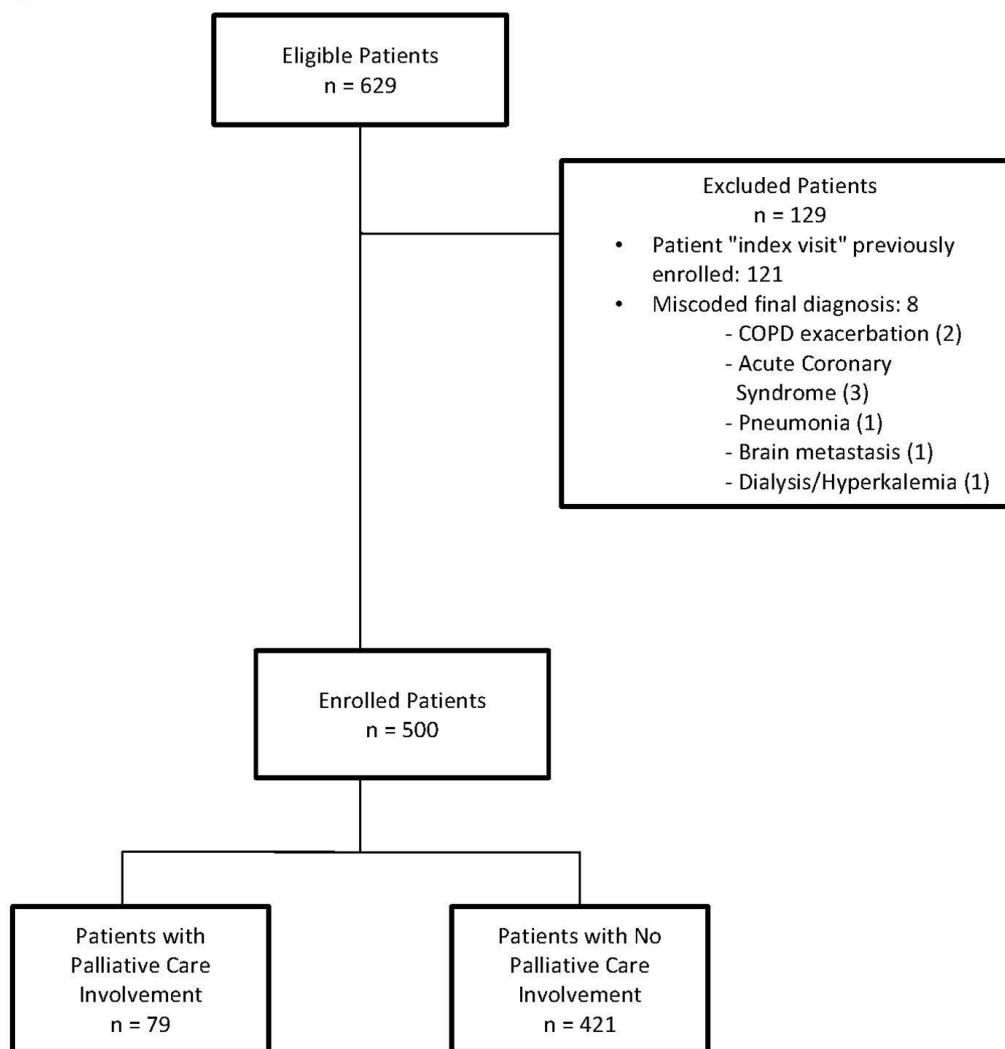 Eligible Patients
n = 629
Excluded Patients
n = 129
• Patient "index visit" previously
enrolled: 121
• Miscoded final diagnosis: 8
- COPD exacerbation (2)
- Acute Coronary
Syndrome (3)
- Pneumonia (1)
- Brain metastasis (1)
- Dialysis/Hyperkalemia (1)
Enrolled Patients
n = 500
Patients with
Palliative Care
Involvement
n = 79
Patients with No
Palliative Care
Involvement
n = 421